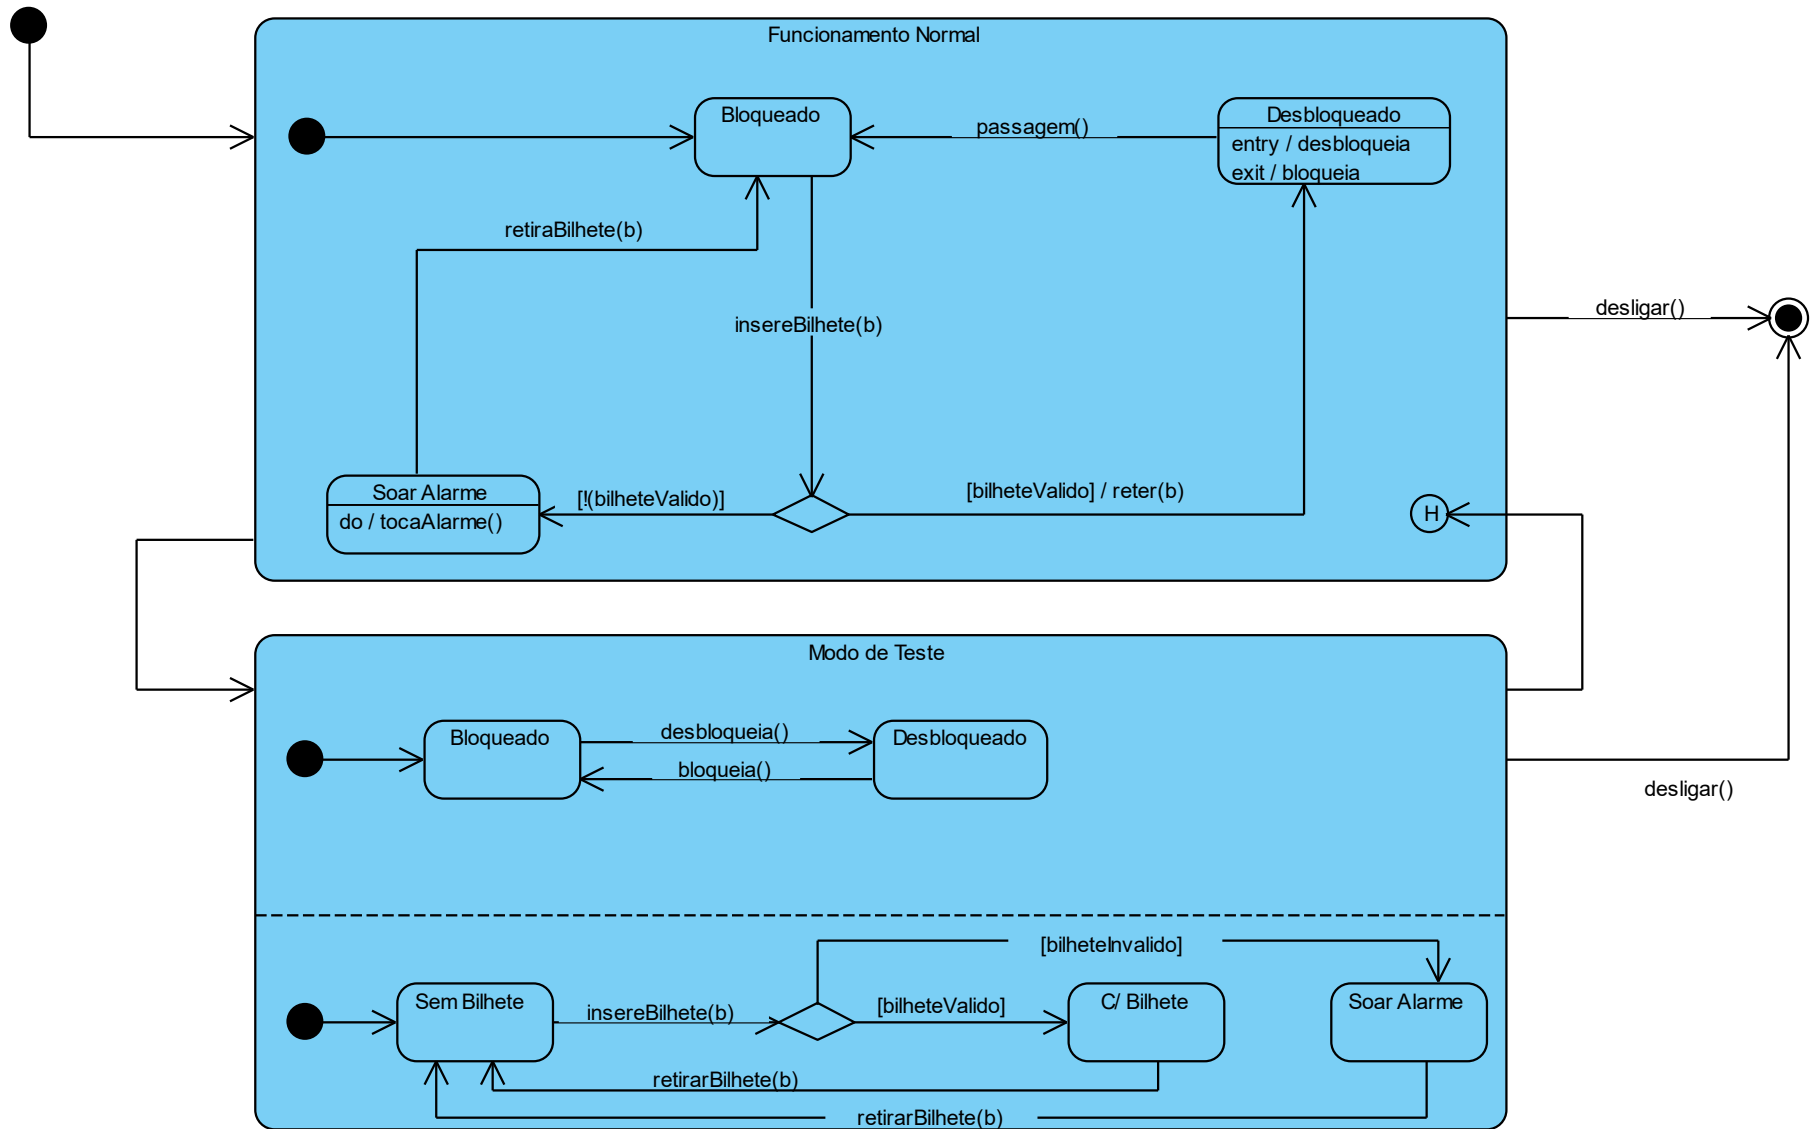 Funcionamento Normal
Bloqueado
passagem()
Desbloqueado
entry / desbloqueia
exit / bloqueia
retiraBilhete(b)
insereBilhete(b)
desligar()
Soar Alarme
do / tocaAlarme()
[!(bilheteValido)]
[bilheteValido] / reter(b)
H
Modo de Teste
Bloqueado
desbloqueia()
bloqueia()
Desbloqueado
desligar()
[bilheteInvalido]
Sem Bilhete
insereBilhete(b)
[bilheteValido]
C/ Bilhete
Soar Alarme
retirarBilhete(b)
retirarBilhete(b)